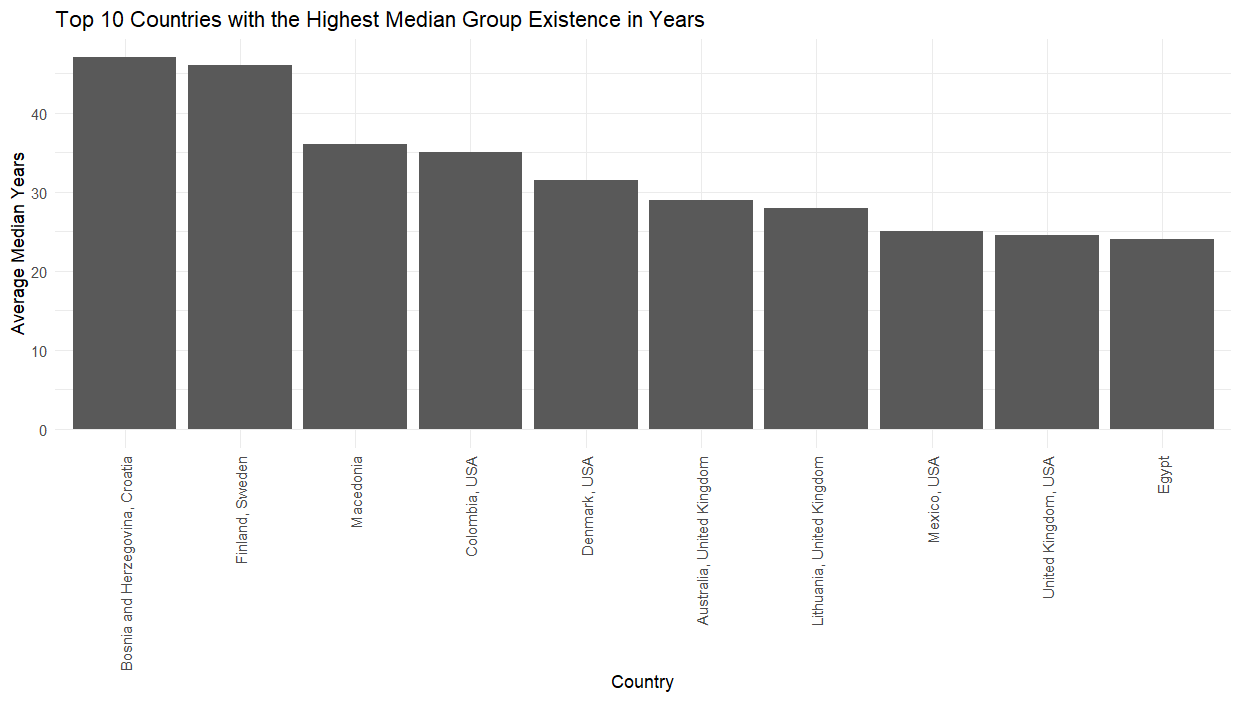 Top 10 Countries with the Highest Median Group Existence in Years
Average Median Years
40
30
20
10
0
Bosnia and Herzegovina, Croatia
Finland, Sweden
Macedonia
Colombia, USA
Denmark, USA
Australia, United Kingdom
Lithuania, United Kingdom
Mexico, USA
United Kingdom, USA
Egypt
Country